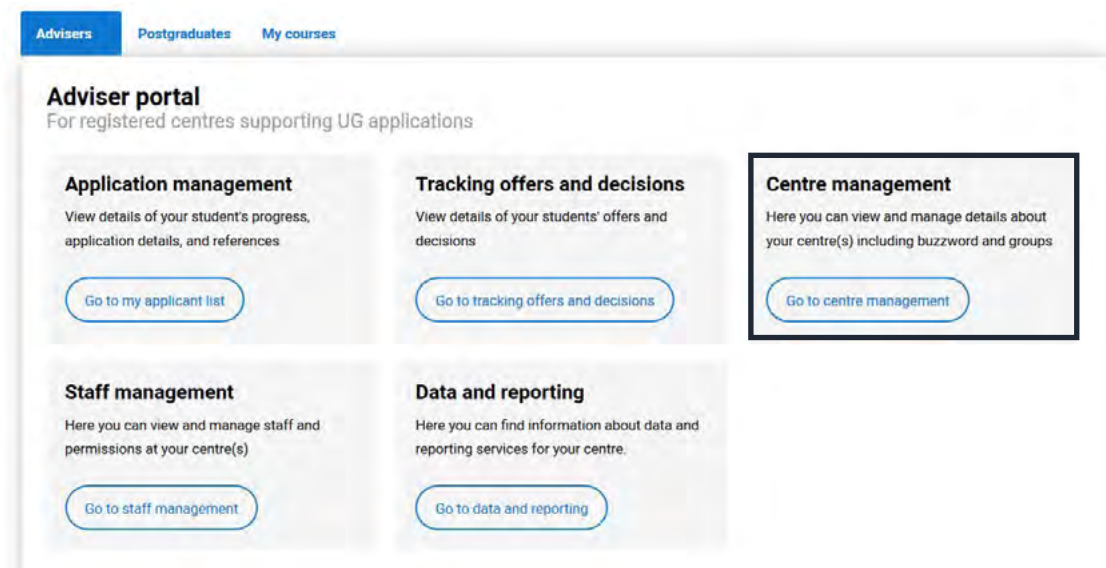 Advisers Postgraduates My courses
Adviser portal
For registered centres supporting UG applications
Application management
View details of your student's progress,
application details, and references
Go to my applicant list
Tracking offers and decisions
View details of your students' offers and
decisions
Go to tracking offers and decisions
Centre management
Here you can view and manage details about
your centre(s) including buzzword and groups
Go to centre management
Staff management
Here you can view and manage staff and
permissions at your centre(s)
Go to staff management
Data and reporting
Here you can find information about data and
reporting services for your centre.
Go to data and reporting